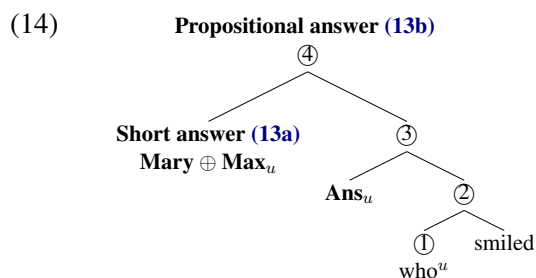 (14) Propositional answer (13b)
④
Short answer (13a) ③
Mary ⊕ Max_u
Ans_u ②
① smiled
who^u